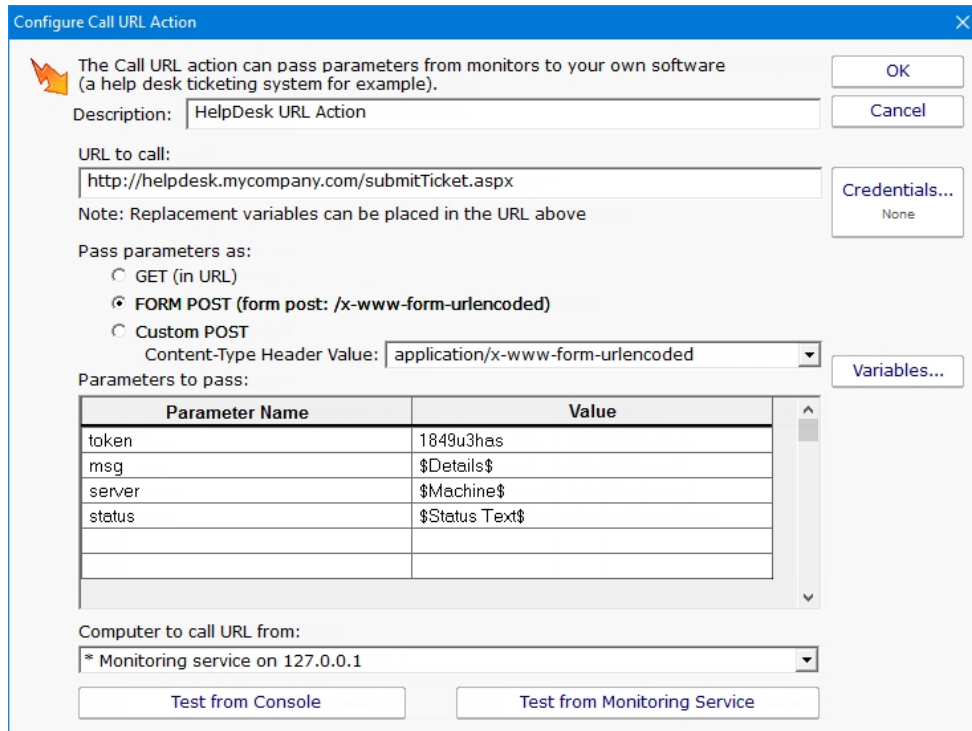 Configure Call URL Action
The Call URL action can pass parameters from monitors to your own software
(a help desk ticketing system for example).
OK
Description: HelpDesk URL Action
Cancel
URL to call:
http://helpdesk.mycompany.com/submitTicket.aspx
Credentials...
None
Note: Replacement variables can be placed in the URL above
Pass parameters as:
GET (in URL)
FORM POST (form post: /x-www-form-urlencoded)
Custom POST
Content-Type Header Value: application/x-www-form-urlencoded
Variables...
Parameters to pass:
Parameter Name Value
token 1849u3has
msg $Details$
server $Machine$
status $Status Text$
Computer to call URL from:
* Monitoring service on 127.0.0.1
Test from Console Test from Monitoring Service